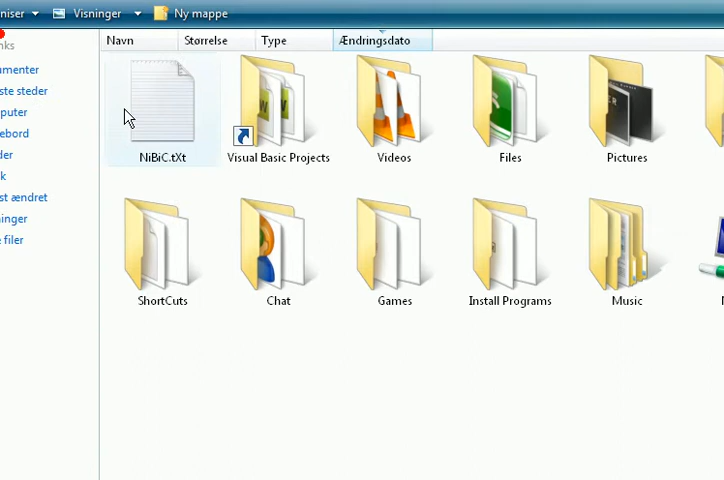 niser Visninger Ny mappe
nks
Navn Størrelse Type Ændringsdato
umenter
ste steder
puter
ebord
der
k
st ændret
ninger
e filer
NiBiC.tXt Visual Basic Projects Videos Files Pictures
ShortCuts Chat Games Install Programs Music